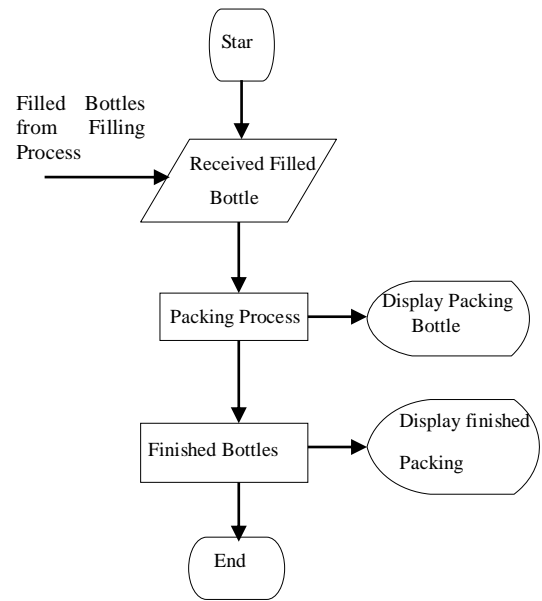 Star
Filled Bottles
from Filling
Process
Received Filled
Bottle
Packing Process
Display Packing
Bottle
Finished Bottles
Display finished
Packing
End